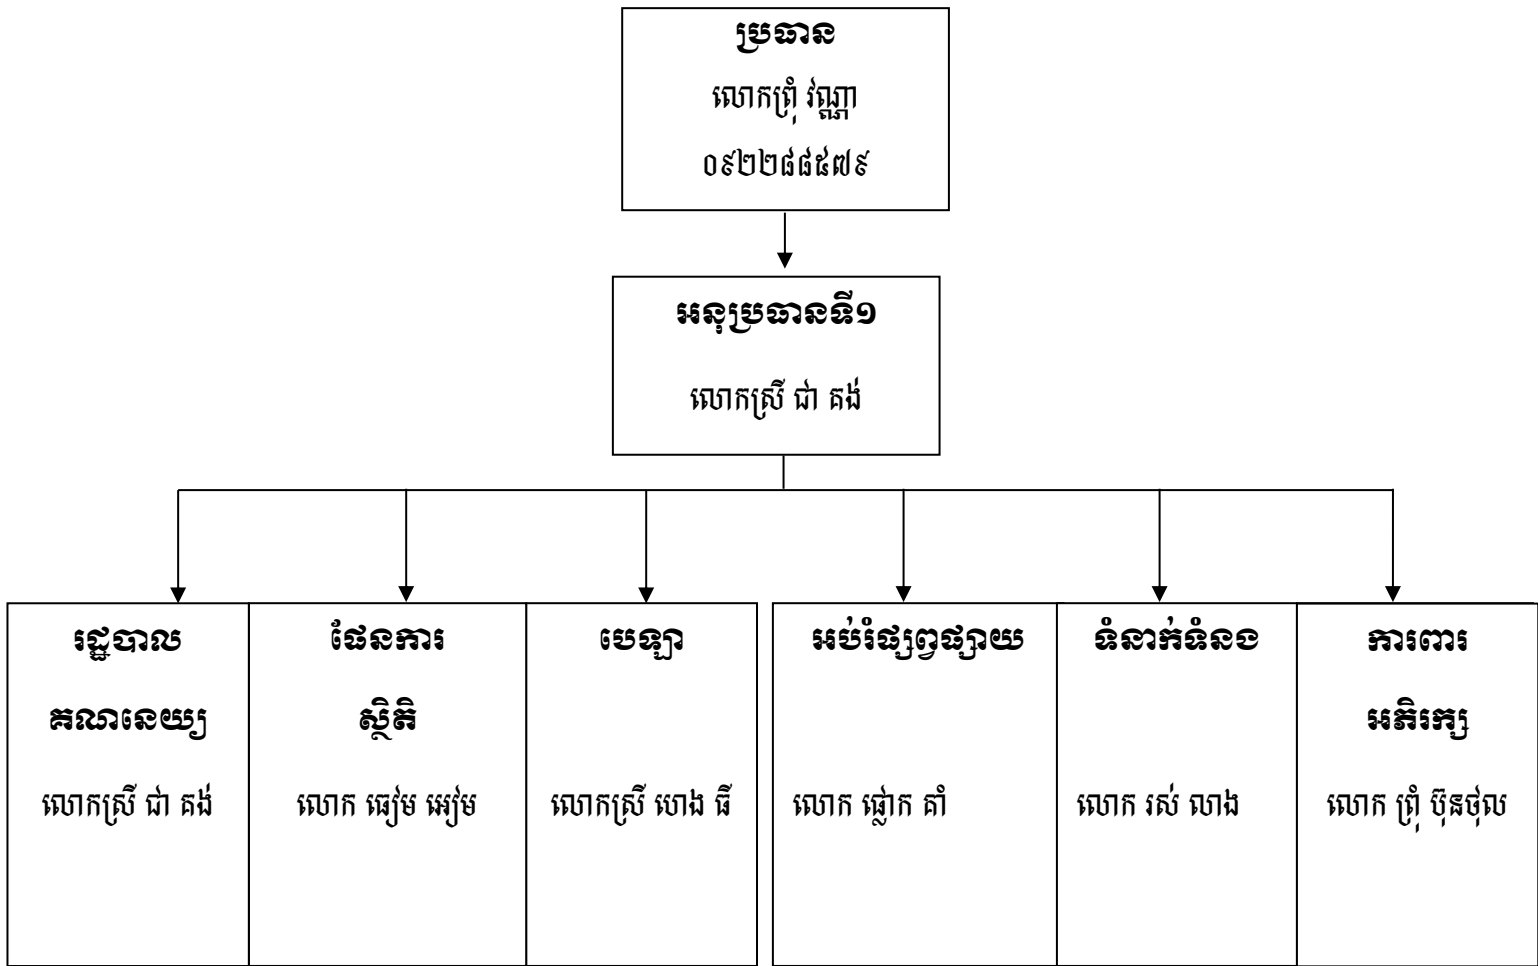 ប្រធាន
លោកព្រុំ វណ្ណា
០៩២២៨៨៥៧៩
អនុប្រធានទី១
លោកស្រី ជា គង់
រដ្ឋបាល
គណនេយ្យ
លោកស្រី ជា គង់
ផែនការ
ស្ថិតិ
លោក ធៀម អៀម
បេឡា
លោកស្រី ហេង ធី
អប់រំផ្សព្វផ្សាយ
លោក ផ្លោក គាំ
ទំនាក់ទំនង
លោក រស់ លាង
ការពារ
អភិរក្ស
លោក ព្រុំ ប៊ុនថុល